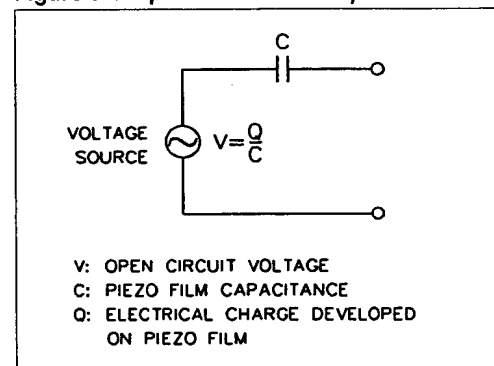 C
VOLTAGE
SOURCE
V=Q/C
V: OPEN CIRCUIT VOLTAGE
C: PIEZO FILM CAPACITANCE
Q: ELECTRICAL CHARGE DEVELOPED
ON PIEZO FILM